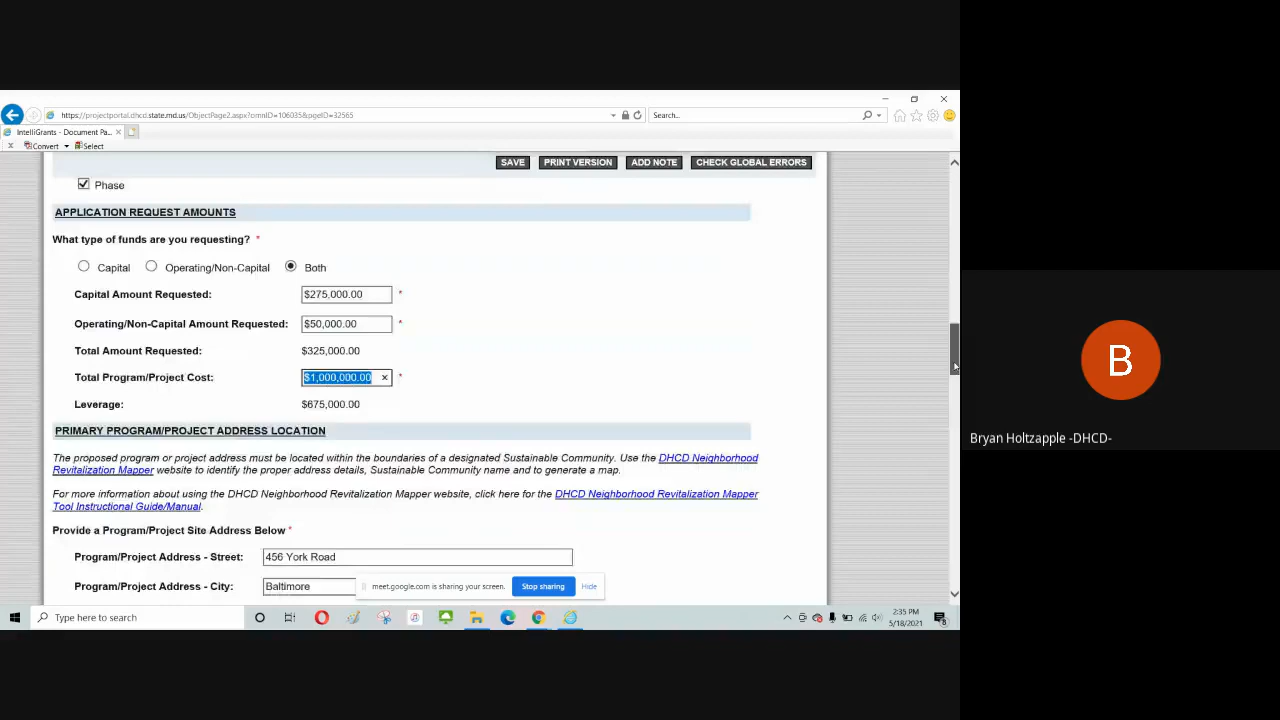 https://projectportal.dhcd.state.md.us/ObjectPage2.aspx?omnID=106035&pgeID=32565
Search...
IntelliGrants - Document Pa...
Convert
Select
SAVE
PRINT VERSION
ADD NOTE
CHECK GLOBAL ERRORS
Phase
APPLICATION REQUEST AMOUNTS
What type of funds are you requesting? *
Capital
Operating/Non-Capital
Both
Capital Amount Requested: $275,000.00 *
Operating/Non-Capital Amount Requested: $50,000.00 *
Total Amount Requested: $325,000.00
Total Program/Project Cost: $1,000,000.00 *
Leverage: $675,000.00
PRIMARY PROGRAM/PROJECT ADDRESS LOCATION
The proposed program or project address must be located within the boundaries of a designated Sustainable Community. Use the DHCD Neighborhood
Revitalization Mapper website to identify the proper address details, Sustainable Community name and to generate a map.
For more information about using the DHCD Neighborhood Revitalization Mapper website, click here for the DHCD Neighborhood Revitalization Mapper
Tool Instructional Guide/Manual.
Provide a Program/Project Site Address Below *
Program/Project Address - Street: 456 York Road
Program/Project Address - City: Baltimore
meet.google.com is sharing your screen.
Stop sharing
Hide
Type here to search
2:35 PM
5/18/2021
B
Bryan Holtzapple -DHCD-